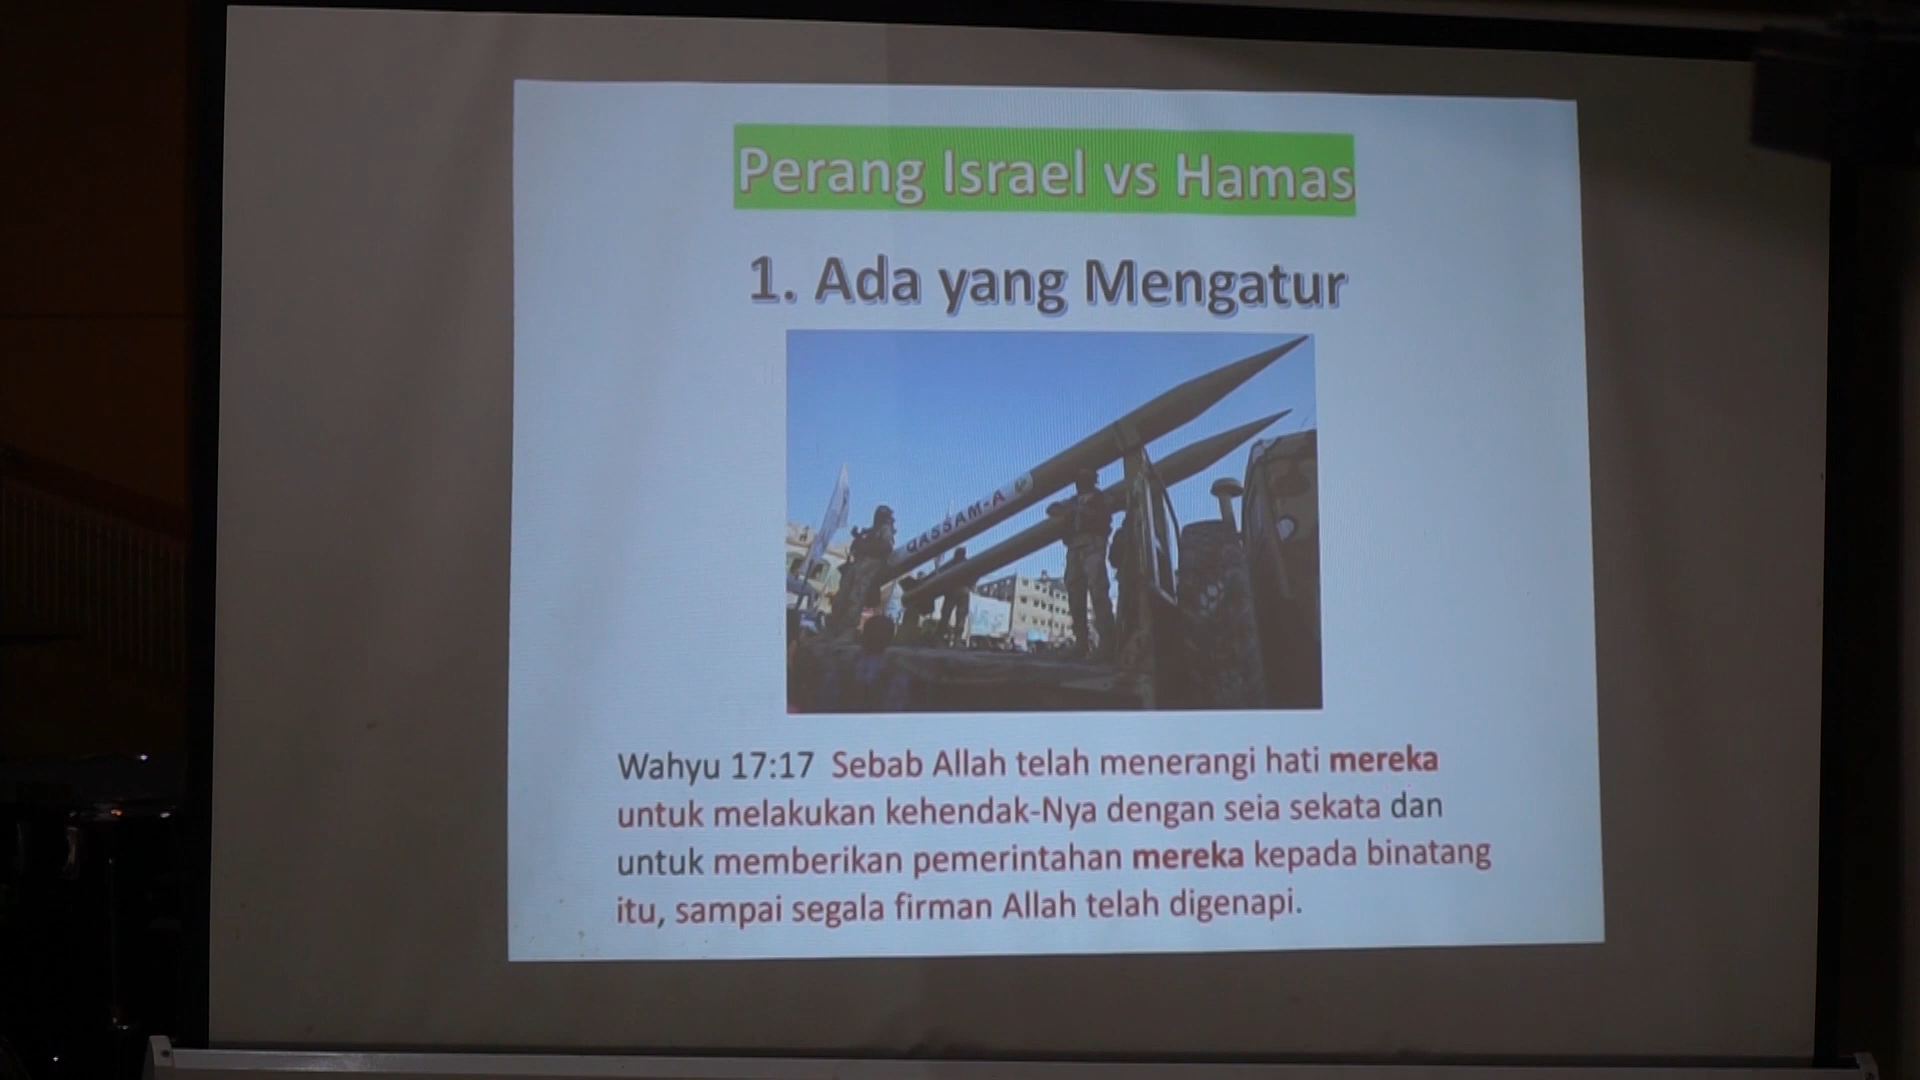 Perang Israel vs Hamas
1. Ada yang Mengatur
QASSAM-A
Wahyu 17:17 Sebab Allah telah menerangi hati mereka
untuk melakukan kehendak-Nya dengan seia sekata dan
untuk memberikan pemerintahan mereka kepada binatang
itu, sampai segala firman Allah telah digenapi.